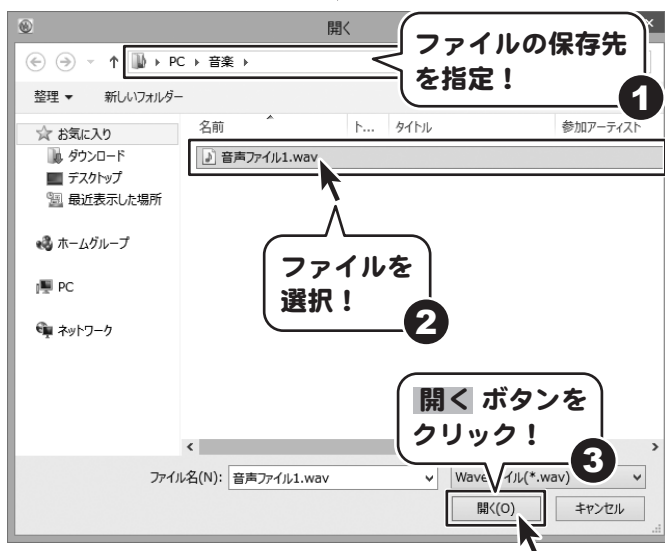 開く
ファイルの保存先
を指定！
1
PC 音楽
整理 新しいフォルダー
名前 ト... タイトル 参加アーティスト
お気に入り
ダウンロード
デスクトップ
最近表示した場所
ホームグループ
PC
ネットワーク
音声ファイル1.wav
ファイルを
選択！
2
開く ボタンを
クリック！
3
ファイル名(N): 音声ファイル1.wav
イル(*.wav)
開く(O) キャンセル